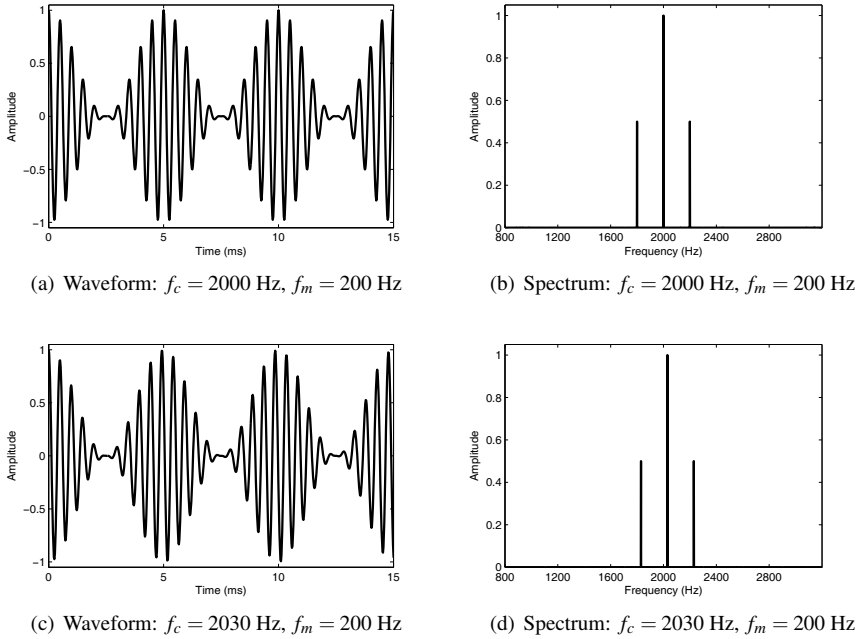 1
0.5
0
−0.5
−1
Amplitude
0 5 10 15
Time (ms)
(a) Waveform: f_c = 2000 Hz, f_m = 200 Hz
1
0.8
0.6
0.4
0.2
0
Amplitude
800 1200 1600 2000 2400 2800
Frequency (Hz)
(b) Spectrum: f_c = 2000 Hz, f_m = 200 Hz
1
0.5
0
−0.5
−1
Amplitude
0 5 10 15
Time (ms)
(c) Waveform: f_c = 2030 Hz, f_m = 200 Hz
1
0.8
0.6
0.4
0.2
0
Amplitude
800 1200 1600 2000 2400 2800
Frequency (Hz)
(d) Spectrum: f_c = 2030 Hz, f_m = 200 Hz